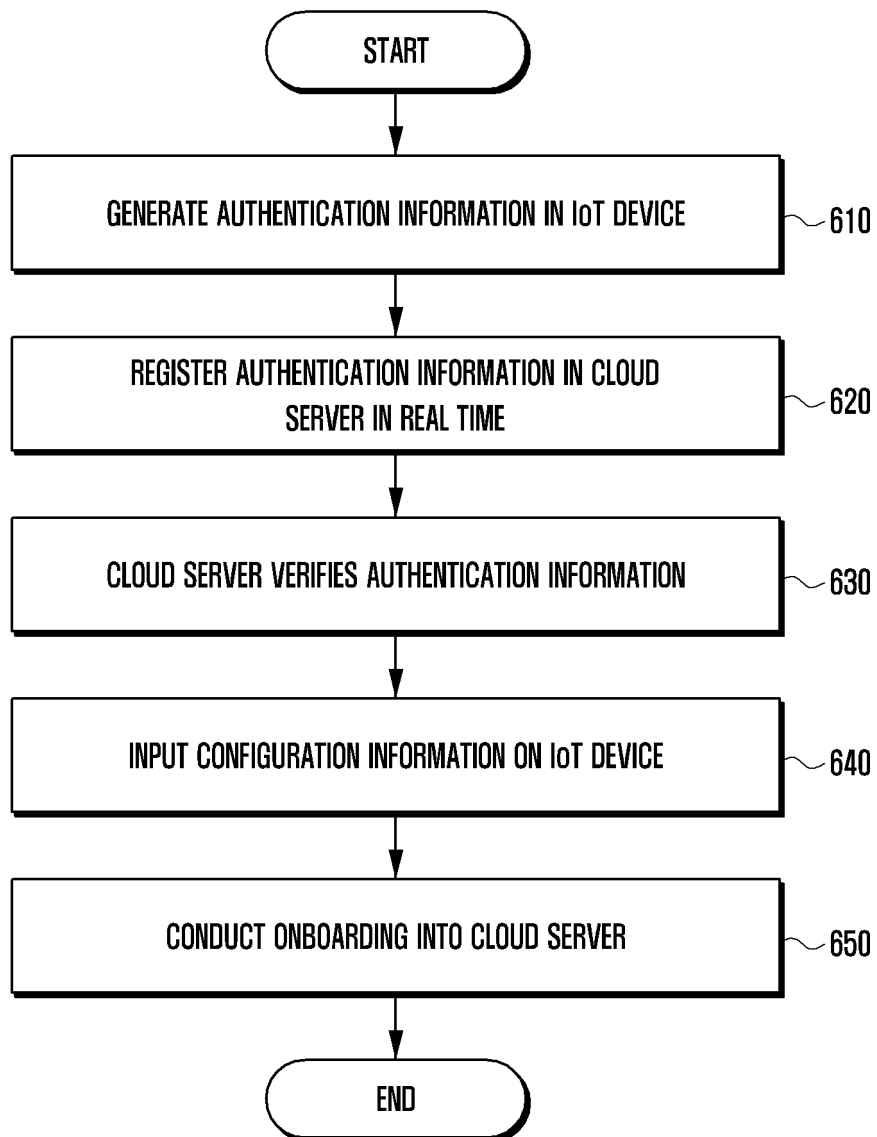 START
GENERATE AUTHENTICATION INFORMATION IN IoT DEVICE
610
REGISTER AUTHENTICATION INFORMATION IN CLOUD
SERVER IN REAL TIME
620
CLOUD SERVER VERIFIES AUTHENTICATION INFORMATION
630
INPUT CONFIGURATION INFORMATION ON IoT DEVICE
640
CONDUCT ONBOARDING INTO CLOUD SERVER
650
END